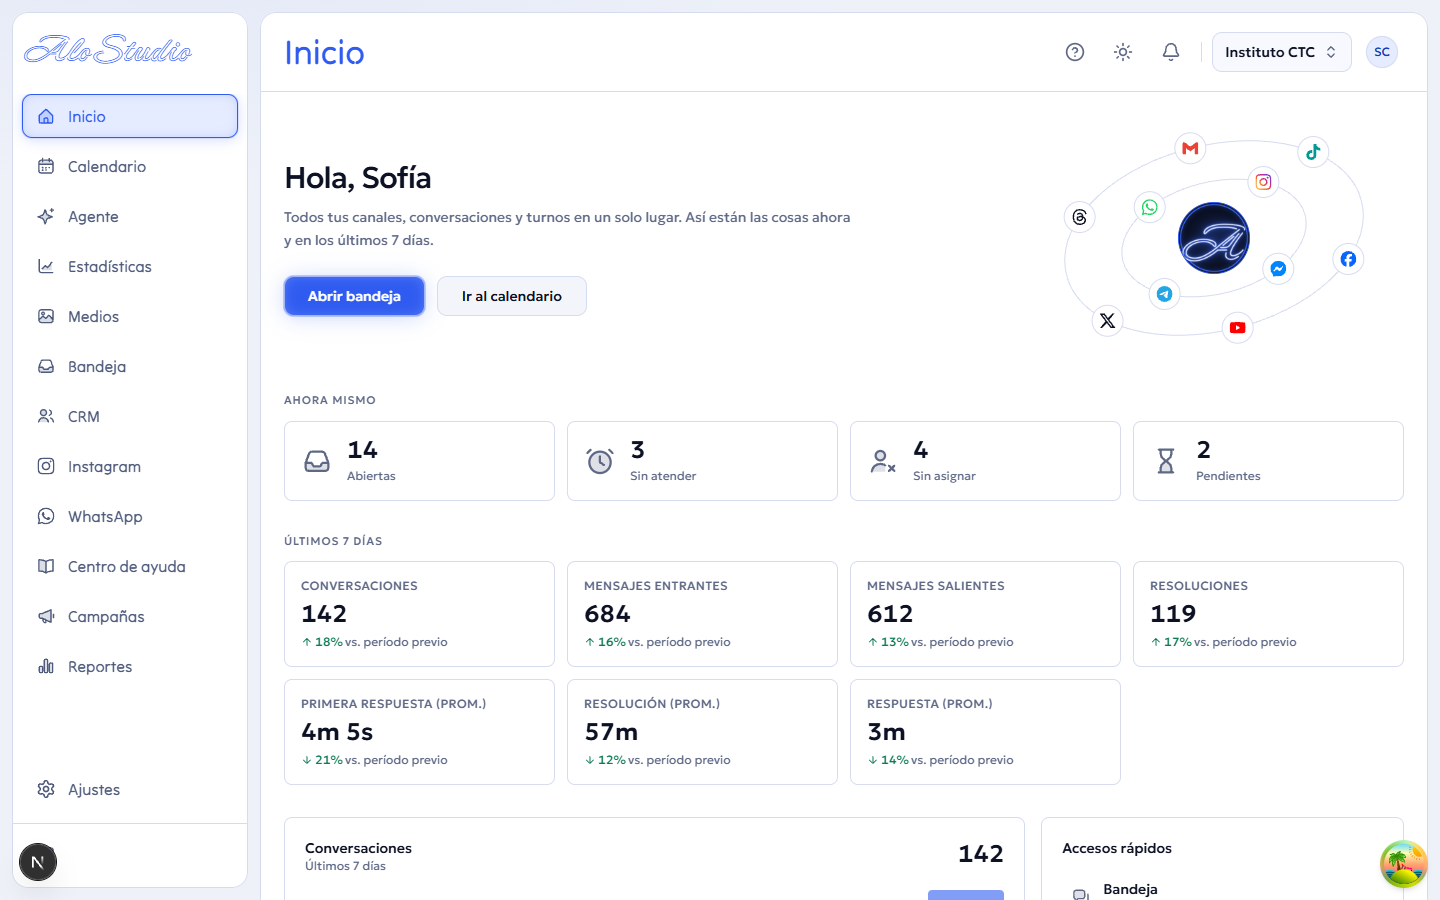 Alo Studio
Inicio
Calendario
Agente
Estadísticas
Medios
Bandeja
CRM
Instagram
WhatsApp
Centro de ayuda
Campañas
Reportes
Ajustes
N
Inicio
Instituto CTC
SC
Hola, Sofía
Todos tus canales, conversaciones y turnos en un solo lugar. Así están las cosas ahora
y en los últimos 7 días.
Abrir bandeja
Ir al calendario
A
AHORA MISMO
14
Abiertas
3
Sin atender
4
Sin asignar
2
Pendientes
ÚLTIMOS 7 DÍAS
CONVERSACIONES
142
↑ 18% vs. período previo
MENSAJES ENTRANTES
684
↑ 16% vs. período previo
MENSAJES SALIENTES
612
↑ 13% vs. período previo
RESOLUCIONES
119
↑ 17% vs. período previo
PRIMERA RESPUESTA (PROM.)
4m 5s
↓ 21% vs. período previo
RESOLUCIÓN (PROM.)
57m
↓ 12% vs. período previo
RESPUESTA (PROM.)
3m
↓ 14% vs. período previo
Conversaciones
Últimos 7 días
142
Accesos rápidos
Bandeja